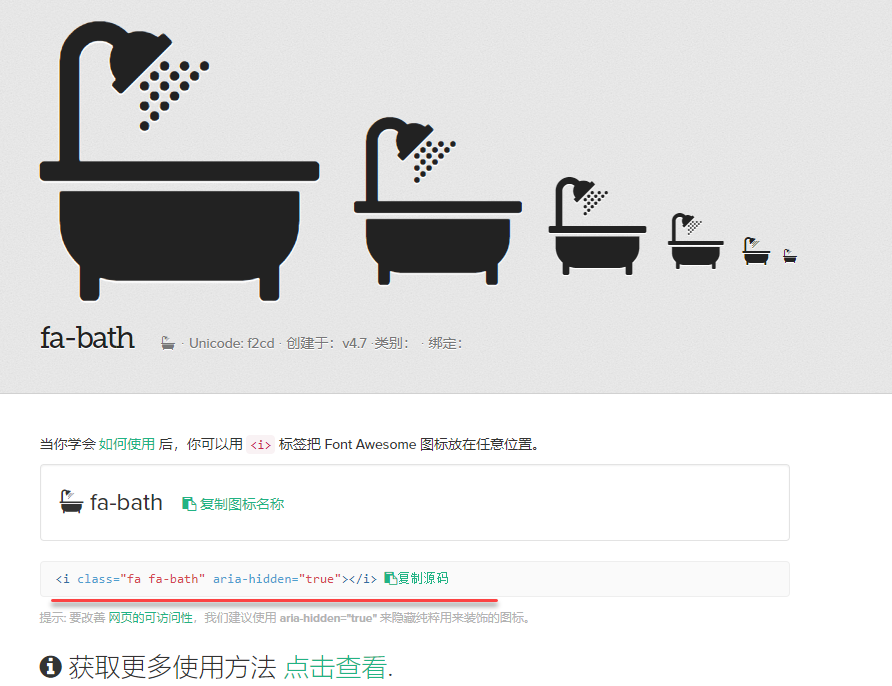 fa-bath · Unicode: f2cd · 创建于：v4.7 ·类别： · 绑定：
当你学会 如何使用 后，你可以用 <i> 标签把 Font Awesome 图标放在任意位置。
fa-bath 复制图标名称
<i class="fa fa-bath" aria-hidden="true"></i> 复制源码
提示: 要改善 网页的可访问性，我们建议使用 aria-hidden="true" 来隐藏纯粹用来装饰的图标。
获取更多使用方法 点击查看.